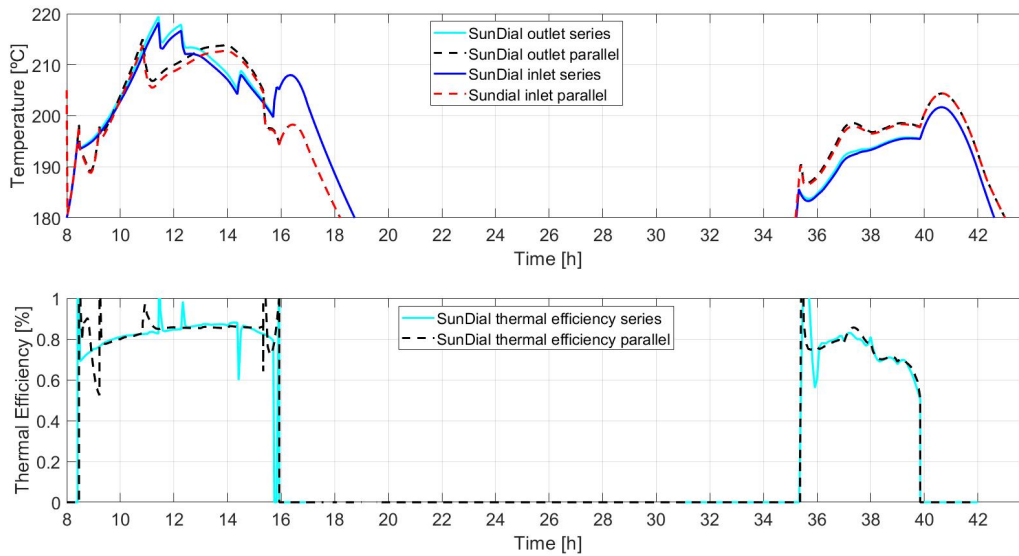 220
210
200
190
180
Temperature [ºC]
SunDial outlet series
SunDial outlet parallel
SunDial inlet series
Sundial inlet parallel
8 10 12 14 16 18 20 22 24 26 28 30 32 34 36 38 40 42
Time [h]
1
0.8
0.6
0.4
0.2
0
Thermal Efficiency [%]
SunDial thermal efficiency series
SunDial thermal efficiency parallel
8 10 12 14 16 18 20 22 24 26 28 30 32 34 36 38 40 42
Time [h]